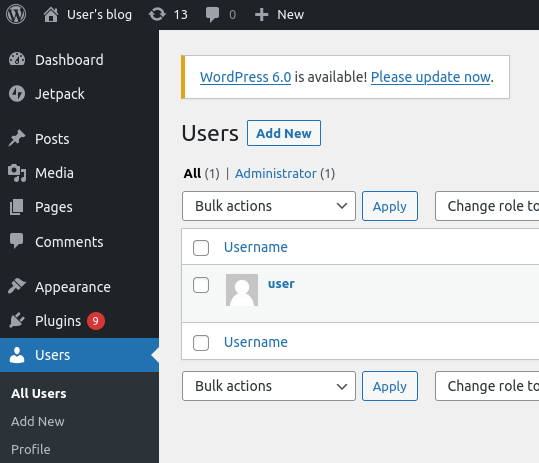 User's blog 13 0 New
Dashboard
Jetpack
Posts
Media
Pages
Comments
Appearance
Plugins 9
Users
All Users
Add New
Profile
WordPress 6.0 is available! Please update now.
Users Add New
All (1) | Administrator (1)
Bulk actions Apply Change role to
Username
user
Username
Bulk actions Apply Change role to